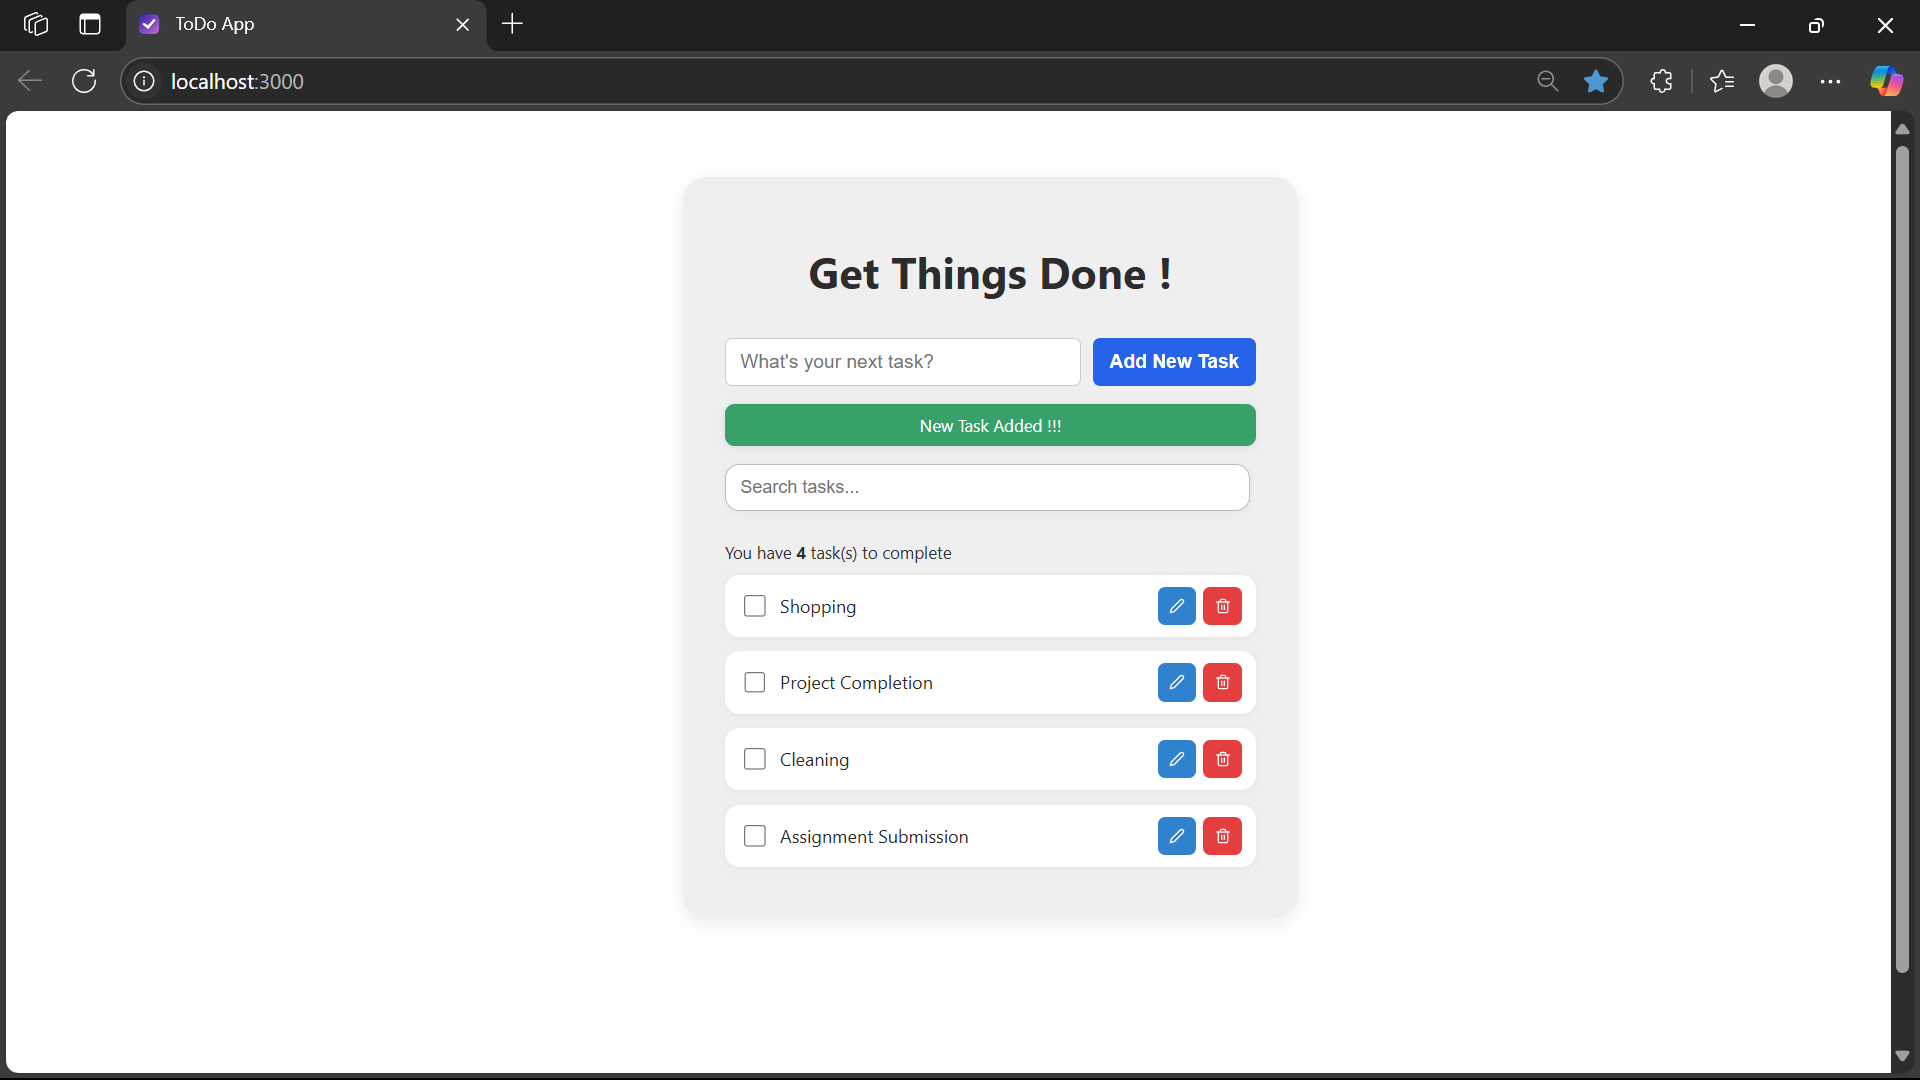 ToDo App
localhost:3000
Get Things Done !
What's your next task?
Add New Task
New Task Added !!!
Search tasks...
You have 4 task(s) to complete
Shopping
Project Completion
Cleaning
Assignment Submission